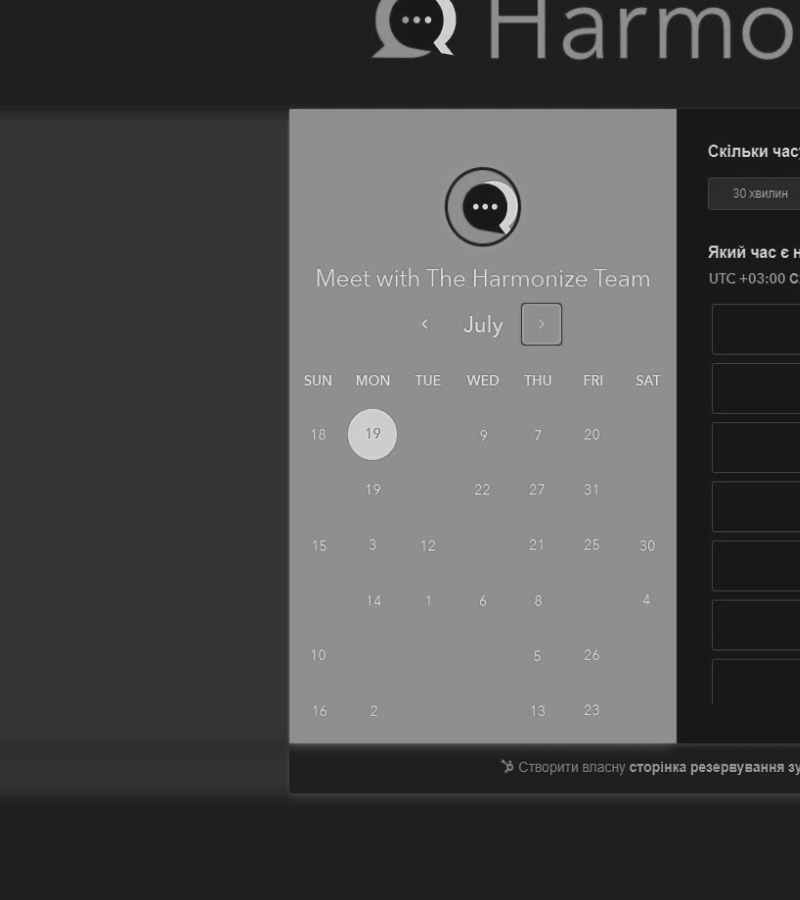 Harmo
Meet with The Harmonize Team
July
SUN MON TUE WED THU FRI SAT
18 19 9 7 20
19 22 27 31
15 3 12 21 25 30
14 1 6 8 4
10 5 26
16 2 13 23
Скільки часу
30 хвилин
Який час є н
UTC +03:00 С
Створити власну сторінка резервування зу